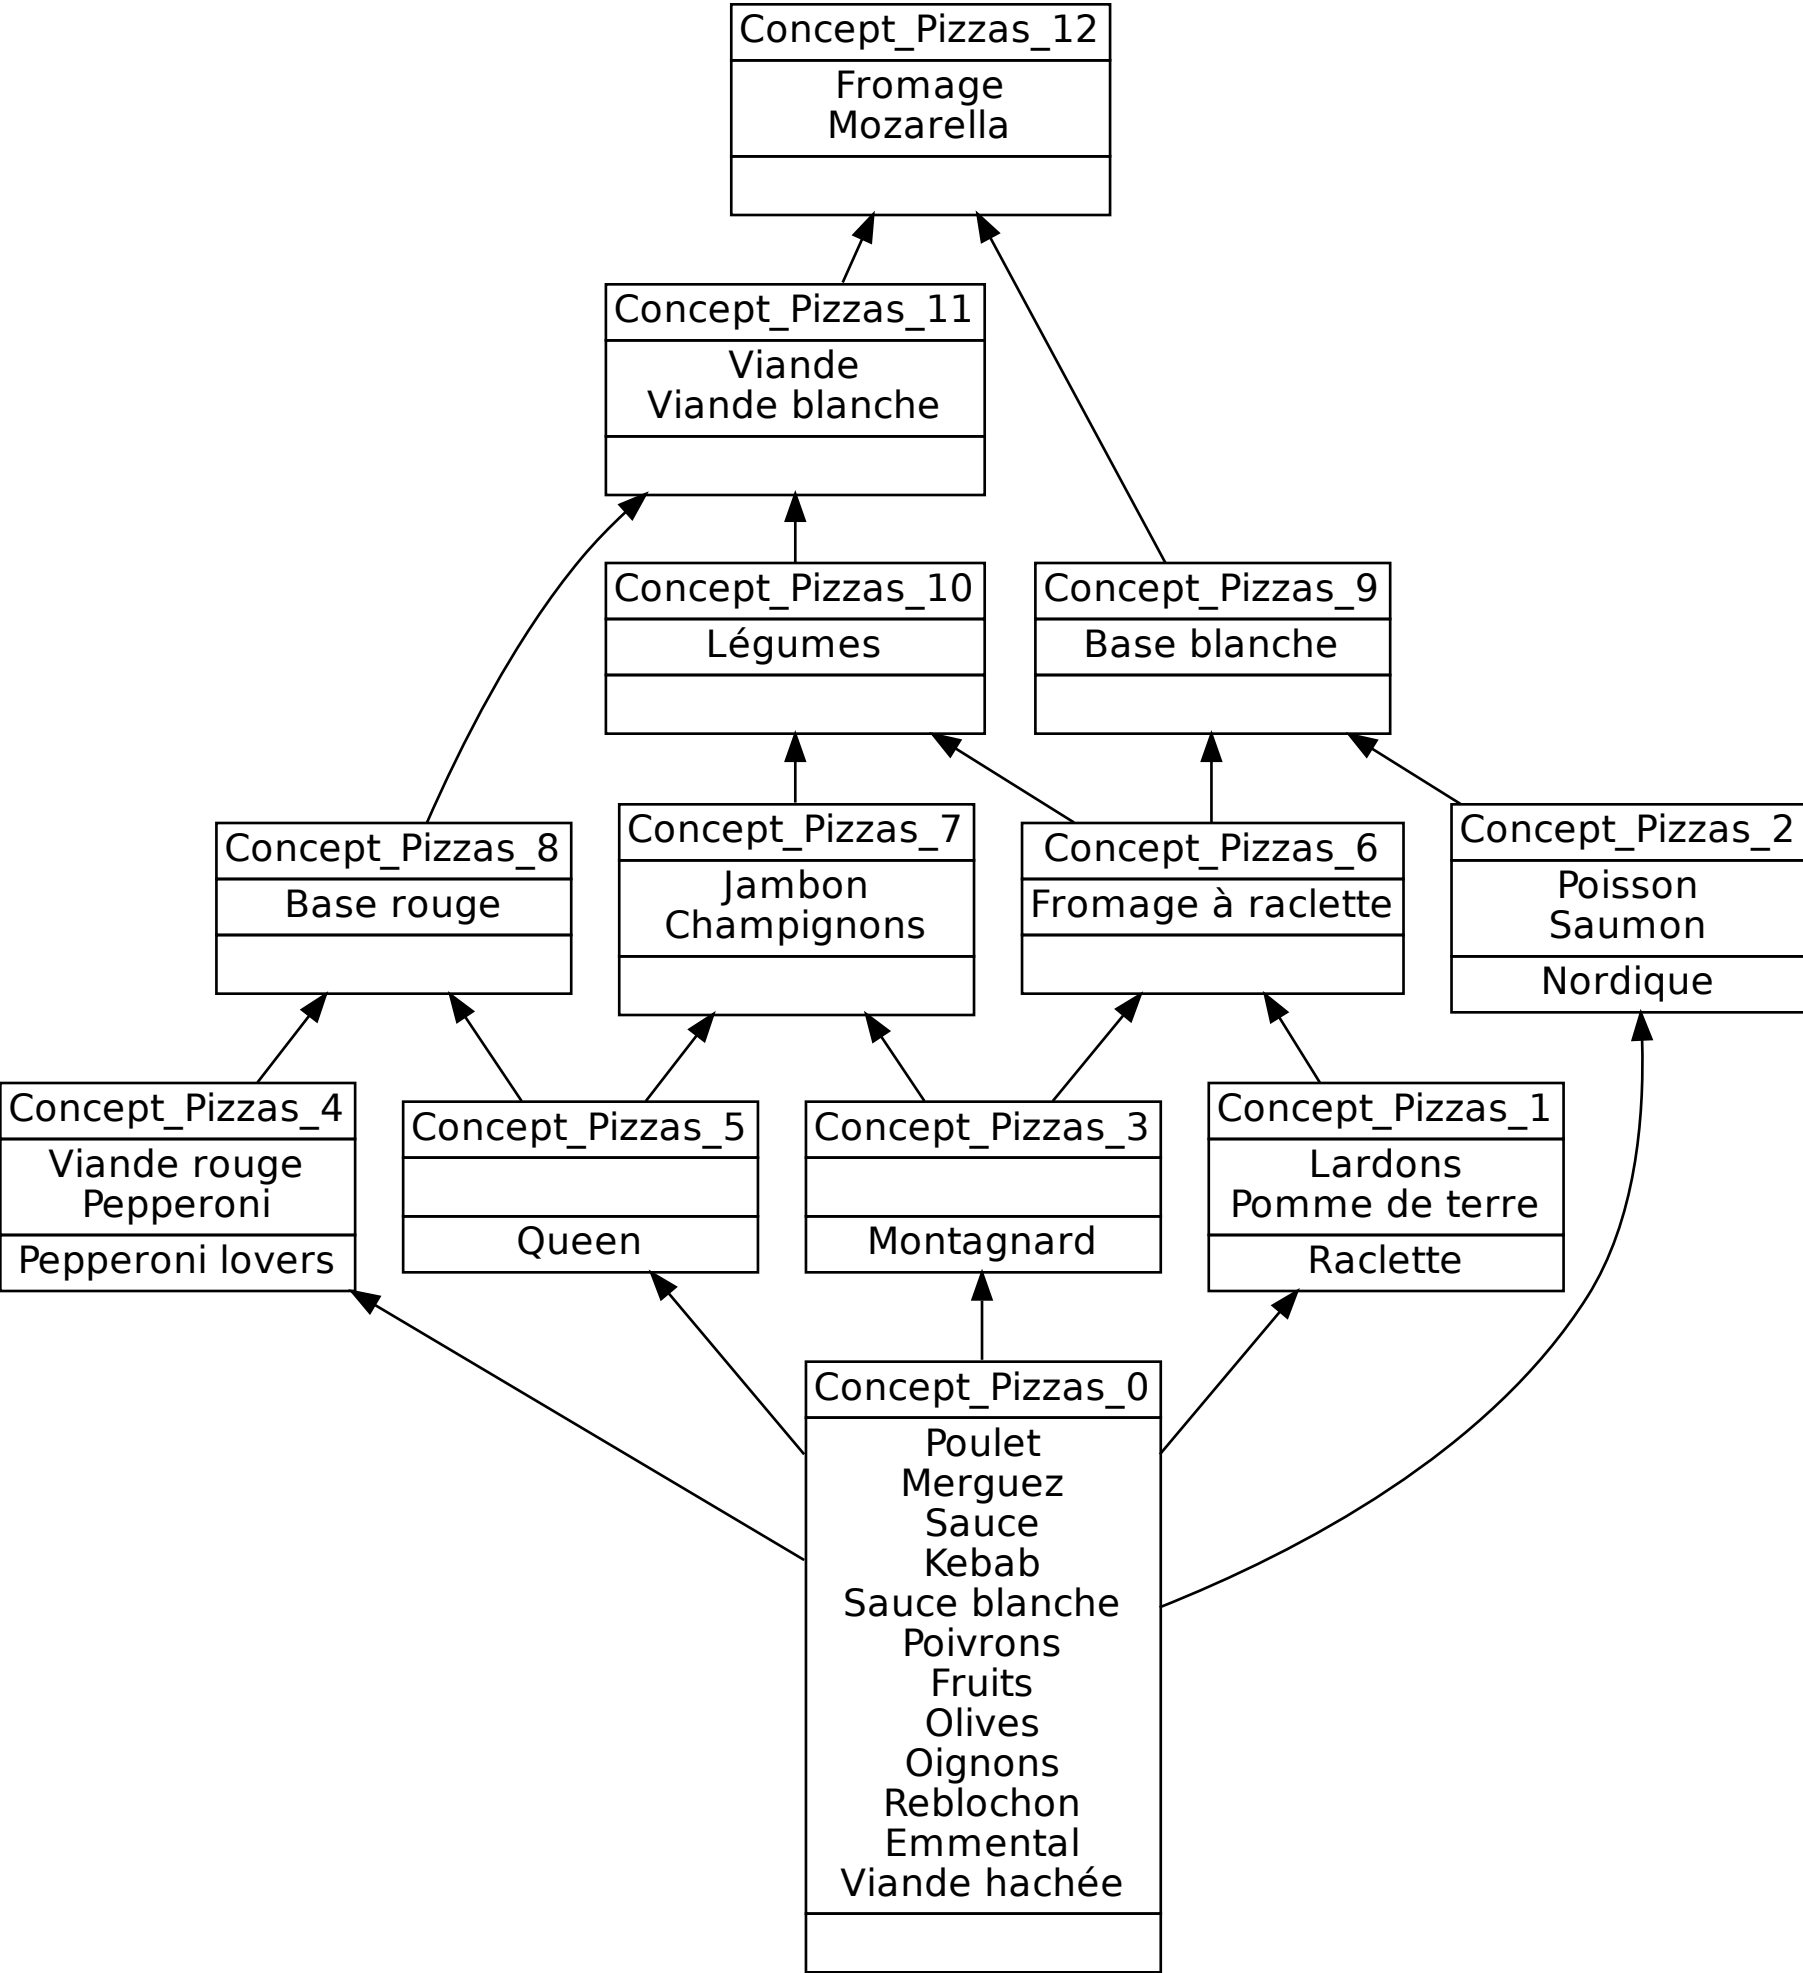 Concept_Pizzas_12
Fromage
Mozarella
Concept_Pizzas_11
Viande
Viande blanche
Concept_Pizzas_10
Légumes
Concept_Pizzas_9
Base blanche
Concept_Pizzas_8
Base rouge
Concept_Pizzas_7
Jambon
Champignons
Concept_Pizzas_6
Fromage à raclette
Concept_Pizzas_2
Poisson
Saumon
Nordique
Concept_Pizzas_4
Viande rouge
Pepperoni
Pepperoni lovers
Concept_Pizzas_5
Queen
Concept_Pizzas_3
Montagnard
Concept_Pizzas_1
Lardons
Pomme de terre
Raclette
Concept_Pizzas_0
Poulet
Merguez
Sauce
Kebab
Sauce blanche
Poivrons
Fruits
Olives
Oignons
Reblochon
Emmental
Viande hachée